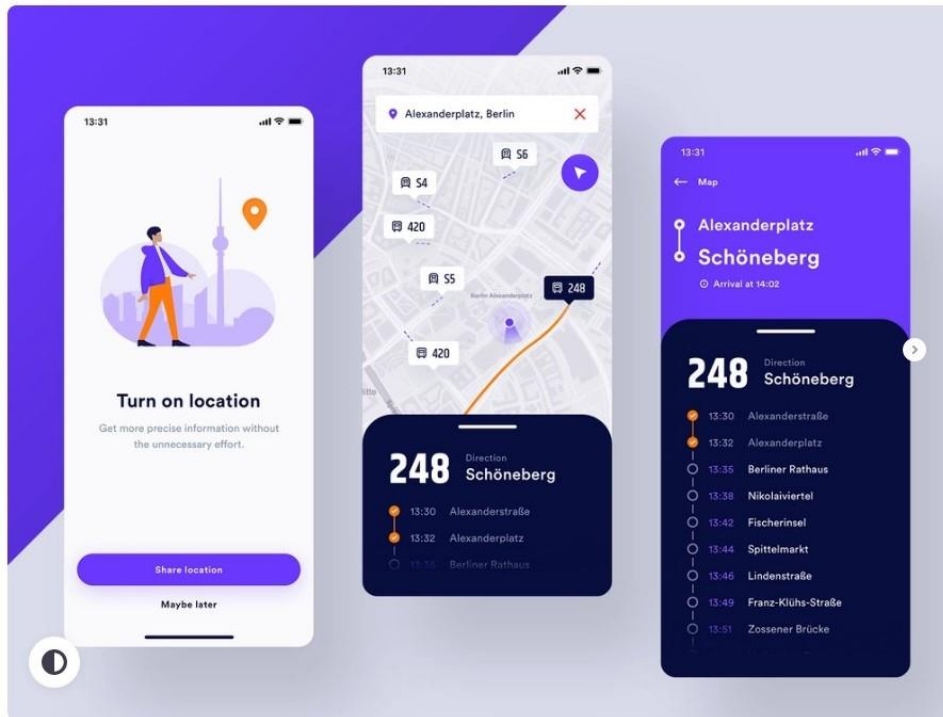 13:31
Turn on location
Get more precise information without
the unnecessary effort.
Share location
Maybe later
13:31
Alexanderplatz, Berlin
S6
S4
420
S5
Berlin Alexanderplatz
248
420
248
Direction
Schöneberg
13:30 Alexanderstraße
13:32 Alexanderplatz
Berliner Rathaus
13:31
Map
Alexanderplatz
Schöneberg
Arrival at 14:02
248
Direction
Schöneberg
13:30 Alexanderstraße
13:32 Alexanderplatz
13:35 Berliner Rathaus
13:38 Nikolaiviertel
13:42 Fischerinsel
13:44 Spittelmarkt
13:46 Lindenstraße
13:49 Franz-Klühs-Straße
13:51 Zossener Brücke